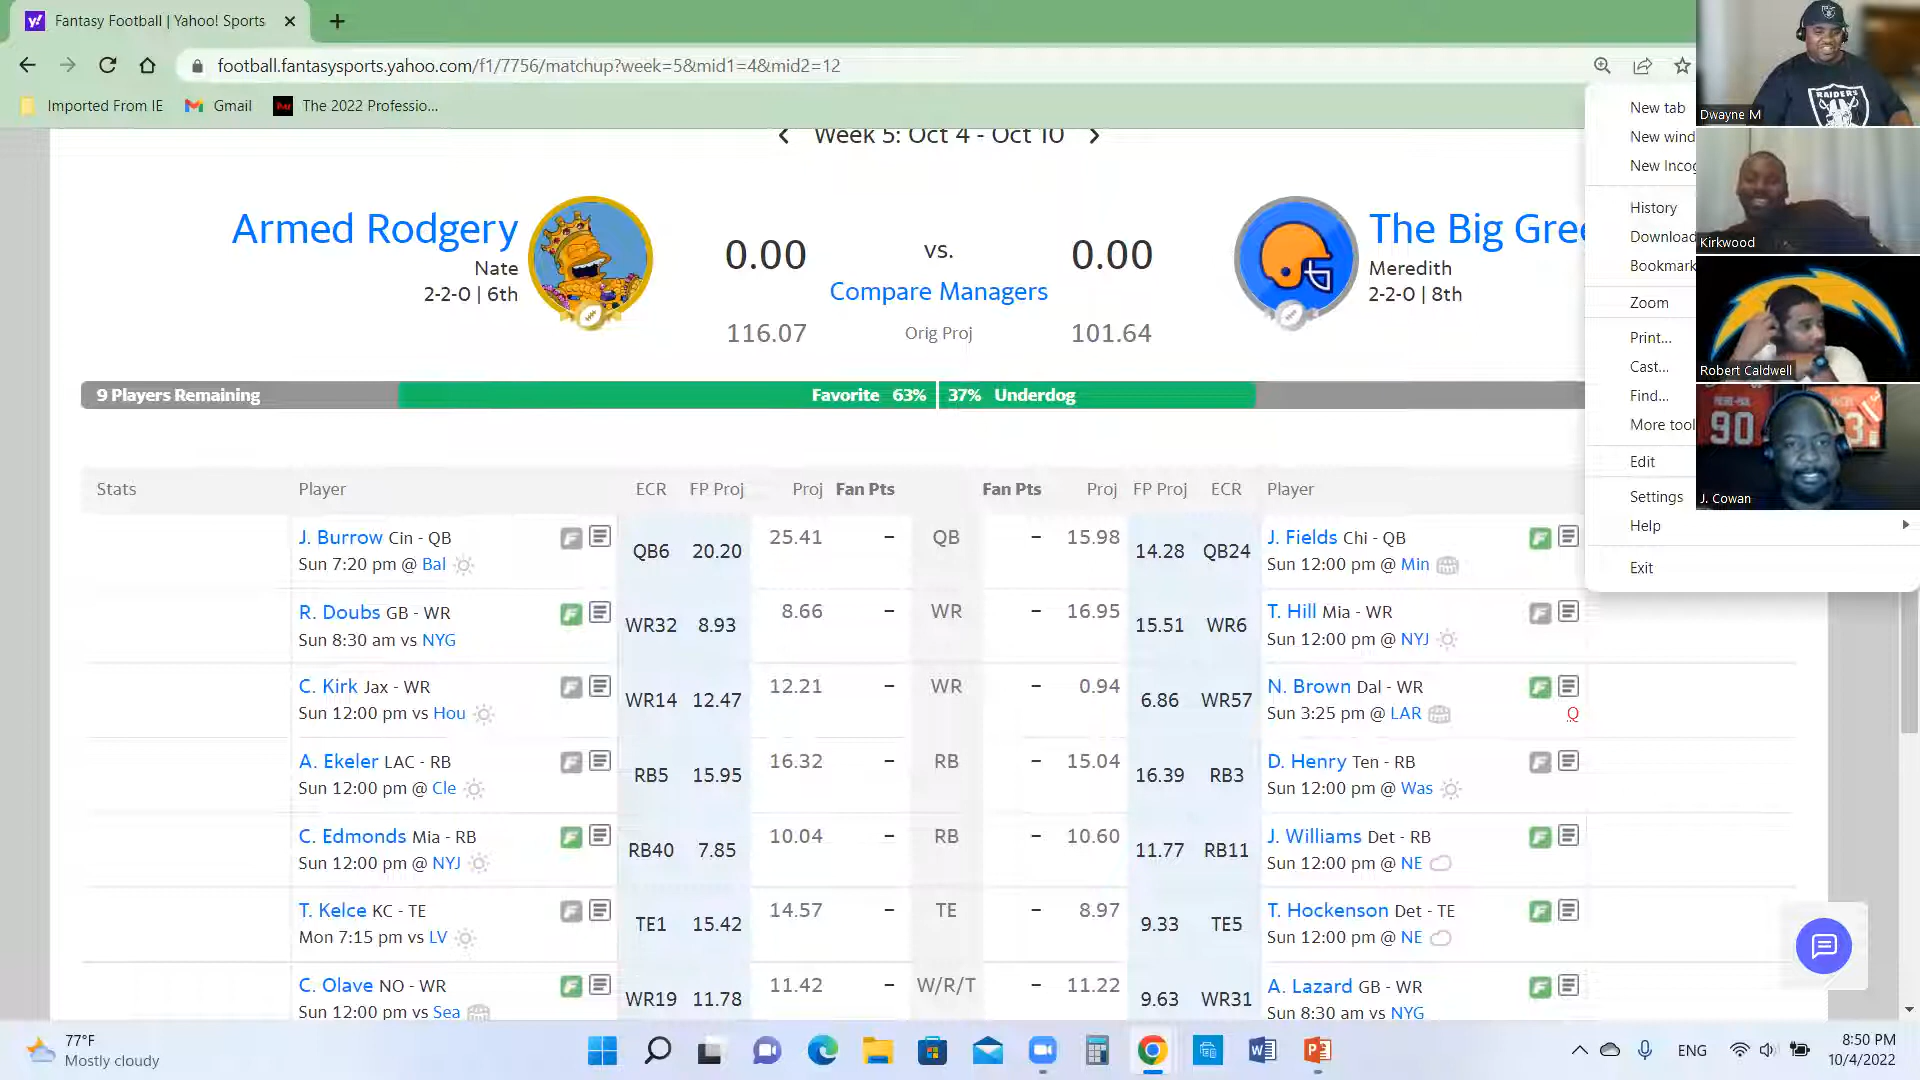 Fantasy Football | Yahoo! Sports
football.fantasysports.yahoo.com/f1/7756/matchup?week=5&mid1=4&mid2=12
Imported From IE Gmail The 2022 Professio...
Week 5: Oct 4 - Oct 10
Armed Rodgery
Nate
2-2-0 | 6th
0.00 vs. 0.00
Compare Managers
116.07 Orig Proj 101.64
The Big Gree
Meredith
2-2-0 | 8th
9 Players Remaining Favorite 63% 37% Underdog
Stats Player ECR FP Proj Proj Fan Pts Fan Pts Proj FP Proj ECR Player
J. Burrow Cin - QB QB6 20.20 25.41 – QB – 15.98 14.28 QB24 J. Fields Chi - QB
Sun 7:20 pm @ Bal Sun 12:00 pm @ Min
R. Doubs GB - WR WR32 8.93 8.66 – WR – 16.95 15.51 WR6 T. Hill Mia - WR
Sun 8:30 am vs NYG Sun 12:00 pm @ NYJ
C. Kirk Jax - WR WR14 12.47 12.21 – WR – 0.94 6.86 WR57 N. Brown Dal - WR
Sun 12:00 pm vs Hou Sun 3:25 pm @ LAR Q
A. Ekeler LAC - RB RB5 15.95 16.32 – RB – 15.04 16.39 RB3 D. Henry Ten - RB
Sun 12:00 pm @ Cle Sun 12:00 pm @ Was
C. Edmonds Mia - RB RB40 7.85 10.04 – RB – 10.60 11.77 RB11 J. Williams Det - RB
Sun 12:00 pm @ NYJ Sun 12:00 pm @ NE
T. Kelce KC - TE TE1 15.42 14.57 – TE – 8.97 9.33 TE5 T. Hockenson Det - TE
Mon 7:15 pm vs LV Sun 12:00 pm @ NE
C. Olave NO - WR WR19 11.78 11.42 – W/R/T – 11.22 9.63 WR31 A. Lazard GB - WR
Sun 12:00 pm vs Sea Sun 8:30 am vs NYG
New tab
New wind
New Incog
History
Download
Bookmark
Zoom
Print...
Cast...
Find...
More tool
Edit
Settings
Help
Exit
RAIDERS
Dwayne M
Kirkwood
Robert Caldwell
90
J. Cowan
77°F
Mostly cloudy
ENG
8:50 PM
10/4/2022